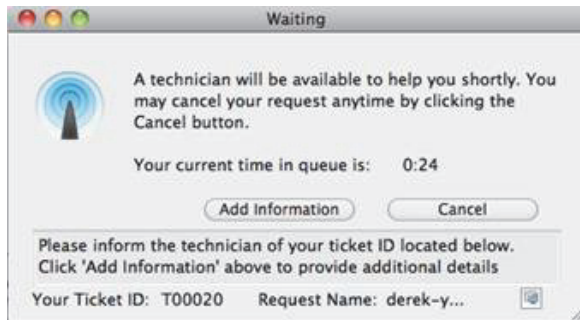 Waiting
A technician will be available to help you shortly. You
may cancel your request anytime by clicking the
Cancel button.
Your current time in queue is: 0:24
Add Information Cancel
Please inform the technician of your ticket ID located below.
Click 'Add Information' above to provide additional details
Your Ticket ID: T00020 Request Name: derek-y...